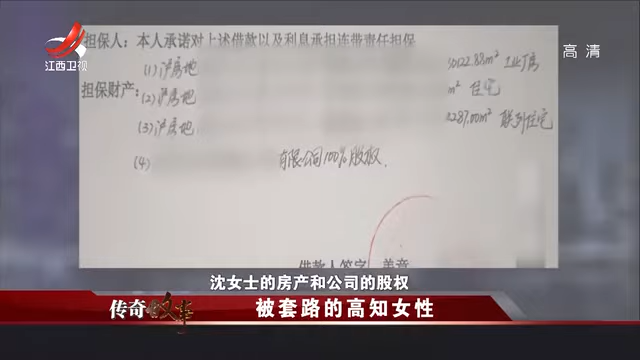 江西卫视
高清
担保人：本人承诺对上述借款以及利息承担连带责任担保
担保财产：
(1)沪房地 50122.88m² 工业厂房
(2)沪房地 m² 住宅
(3)沪房地 287.00m² 联列住宅
(4) 有限公司100%股权.
借款人签字 盖章
沈女士的房产和公司的股权
传奇故事
被套路的高知女性